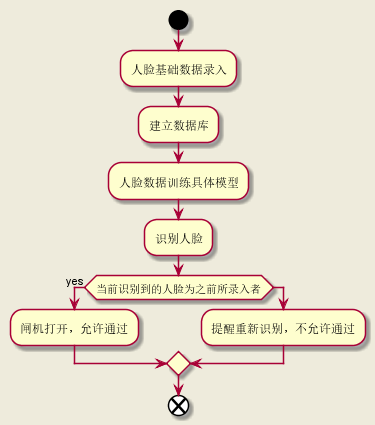 人脸基础数据录入
建立数据库
人脸数据训练具体模型
识别人脸
yes
当前识别到的人脸为之前所录入者
闸机打开，允许通过
提醒重新识别，不允许通过